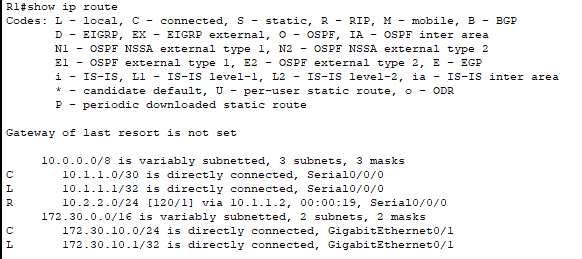 R1#show ip route
Codes: L - local, C - connected, S - static, R - RIP, M - mobile, B - BGP
       D - EIGRP, EX - EIGRP external, O - OSPF, IA - OSPF inter area
       N1 - OSPF NSSA external type 1, N2 - OSPF NSSA external type 2
       E1 - OSPF external type 1, E2 - OSPF external type 2, E - EGP
       i - IS-IS, L1 - IS-IS level-1, L2 - IS-IS level-2, ia - IS-IS inter area
       * - candidate default, U - per-user static route, o - ODR
       P - periodic downloaded static route
Gateway of last resort is not set
     10.0.0.0/8 is variably subnetted, 3 subnets, 3 masks
C       10.1.1.0/30 is directly connected, Serial0/0/0
L       10.1.1.1/32 is directly connected, Serial0/0/0
R       10.2.2.0/24 [120/1] via 10.1.1.2, 00:00:19, Serial0/0/0
     172.30.0.0/16 is variably subnetted, 2 subnets, 2 masks
C       172.30.10.0/24 is directly connected, GigabitEthernet0/1
L       172.30.10.1/32 is directly connected, GigabitEthernet0/1